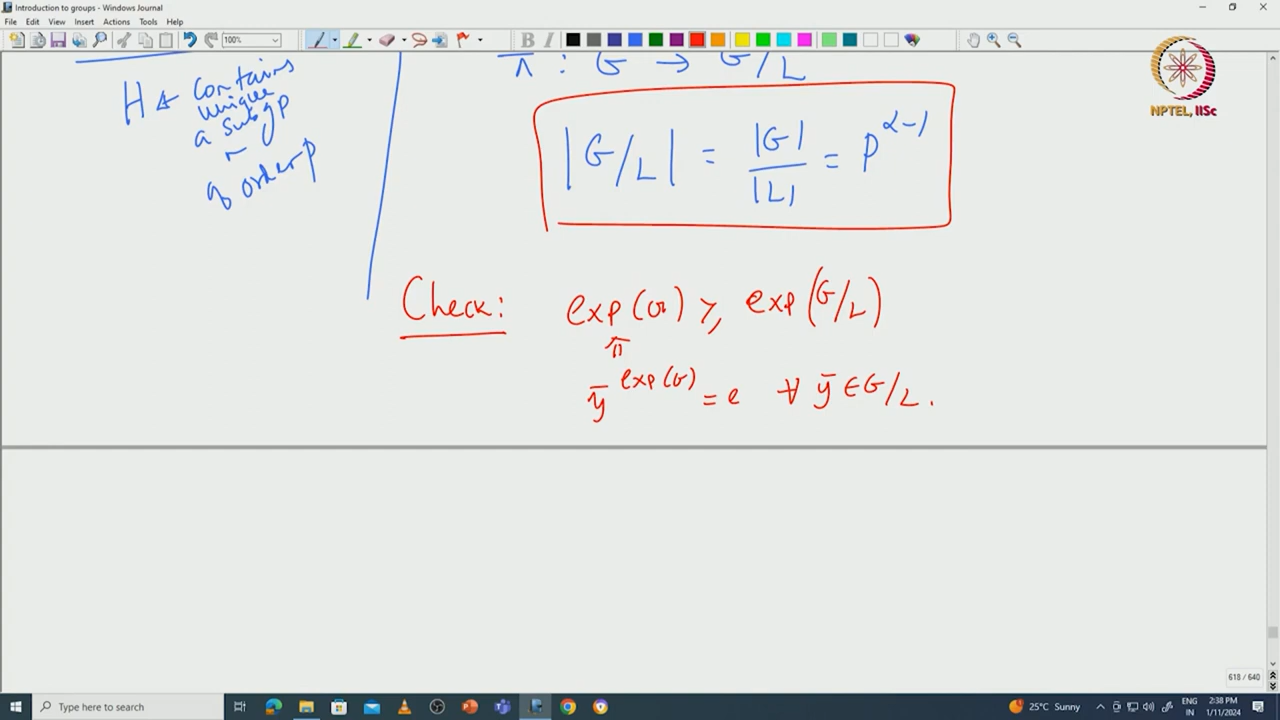 Introduction to groups - Windows Journal
File Edit View Insert Actions Tools Help
100%
B I
NPTEL, IISc
π : G → G/L
H contains
unique
a subgp
of order p
|G/L| = |G|/|L| = p^{α-1}
Check: exp(G) ≥ exp(G/L)
π
ȳ^{exp(G)} = e ∀ ȳ ∈ G/L.
618 / 640
Type here to search
25°C Sunny
ENG
IN
2:38 PM
1/11/2024